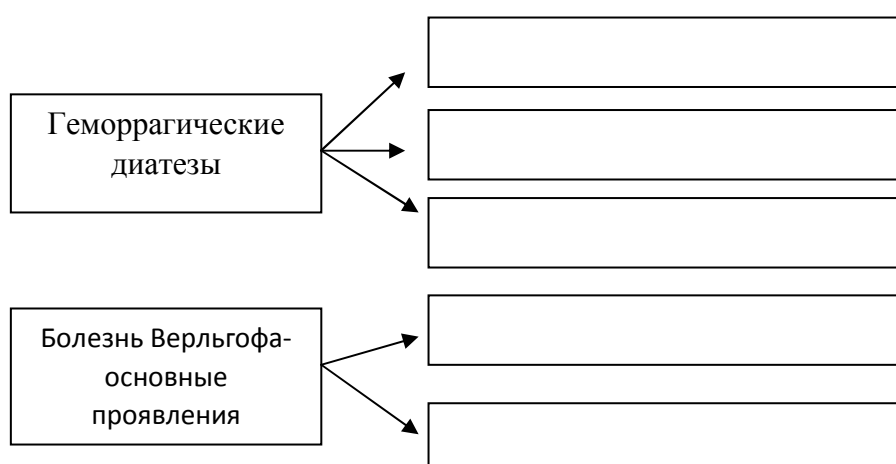 Геморрагические
диатезы
Болезнь Верльгофа-
основные
проявления